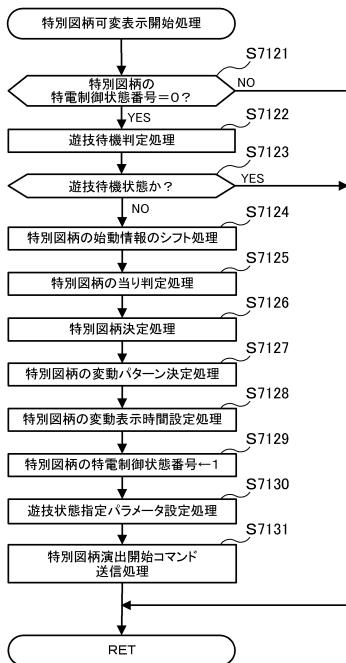 特別図柄可変表示開始処理
S7121
特別図柄の
特電制御状態番号=0?
NO
YES
S7122
遊技待機判定処理
S7123
遊技待機状態か?
YES
NO
S7124
特別図柄の始動情報のシフト処理
S7125
特別図柄の当り判定処理
S7126
特別図柄決定処理
S7127
特別図柄の変動パターン決定処理
S7128
特別図柄の変動表示時間設定処理
S7129
特別図柄の特電制御状態番号←1
S7130
遊技状態指定パラメータ設定処理
S7131
特別図柄演出開始コマンド
送信処理
RET